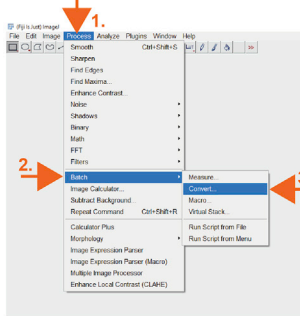 1.
(Fiji Is Just) ImageJ
File Edit Image Process Analyze Plugins Window Help
>>
Smooth Ctrl+Shift+S
Sharpen
Find Edges
Find Maxima...
Enhance Contrast...
Noise
Shadows
Binary
Math
FFT
Filters
2.
Batch
Image Calculator...
Subtract Background...
Repeat Command Ctrl+Shift+R
Calculator Plus
Morphology
Image Expression Parser
Image Expression Parser (Macro)
Multiple Image Processor
Enhance Local Contrast (CLAHE)
Measure...
Convert...
Macro...
Virtual Stack...
Run Script from File
Run Script from Menu